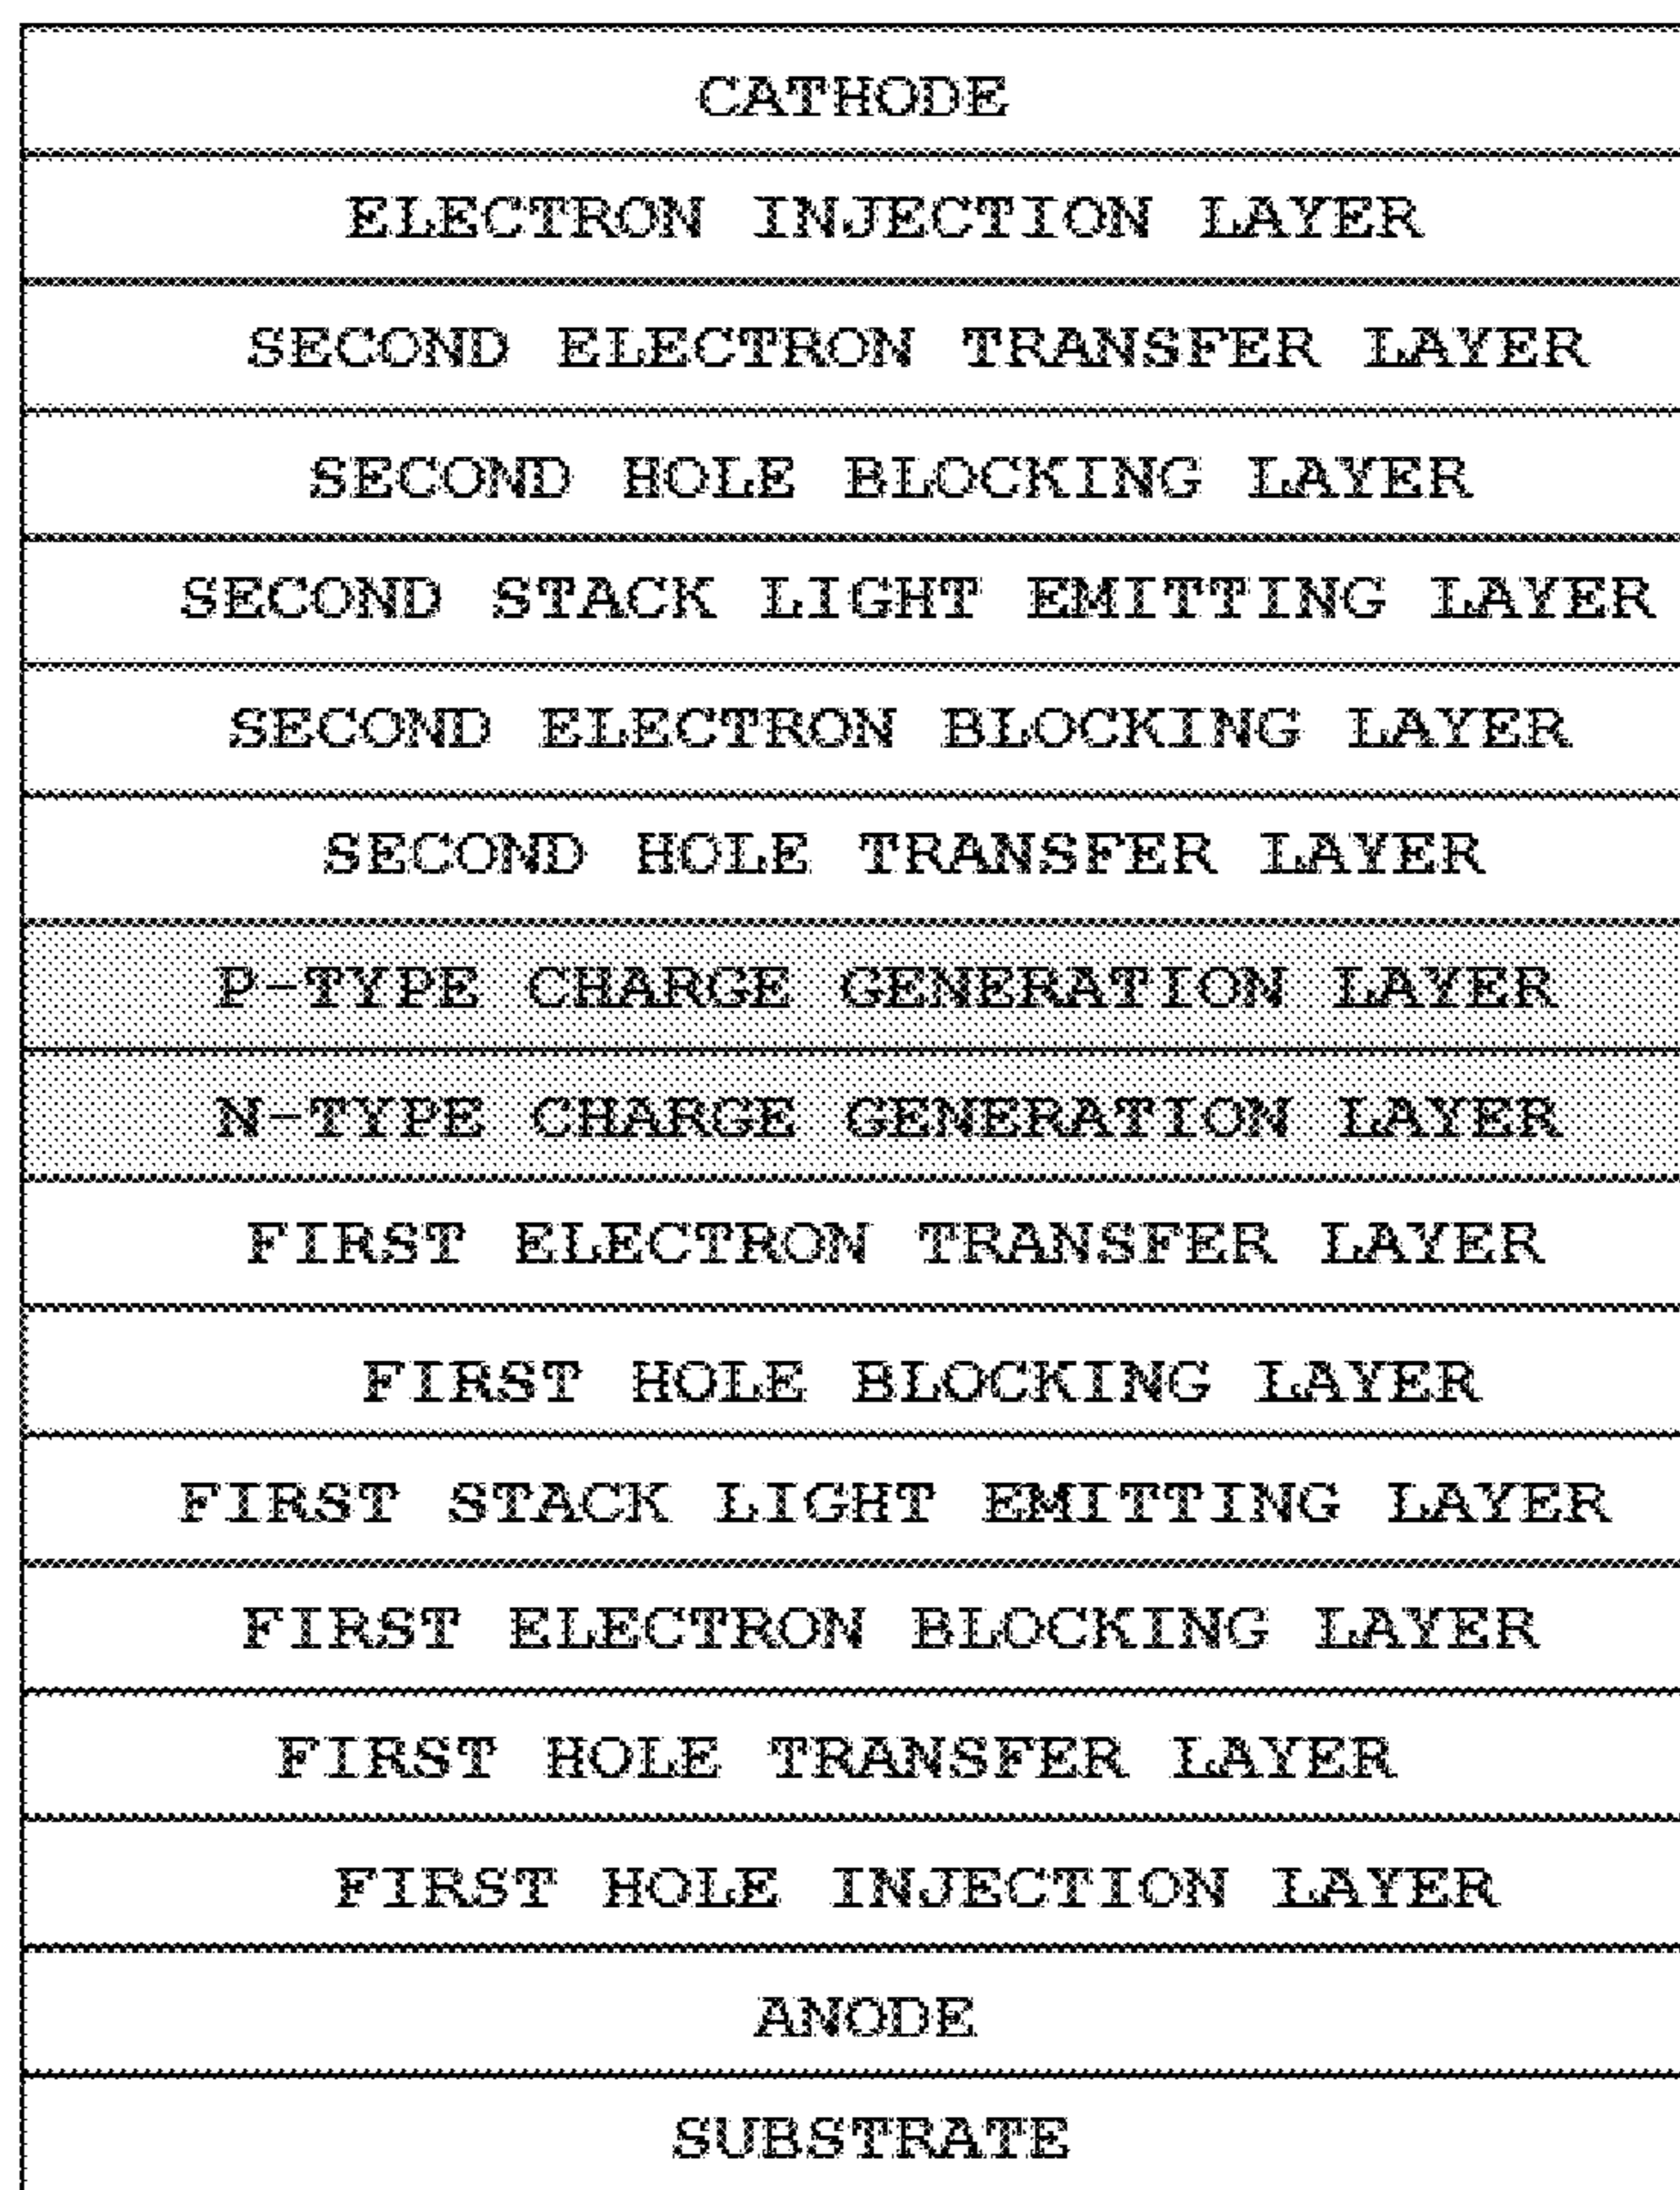 CATHODE
ELECTRON INJECTION LAYER
SECOND ELECTRON TRANSFER LAYER
SECOND HOLE BLOCKING LAYER
SECOND STACK LIGHT EMITTING LAYER
SECOND ELECTRON BLOCKING LAYER
SECOND HOLE TRANSFER LAYER
P-TYPE CHARGE GENERATION LAYER
N-TYPE CHARGE GENERATION LAYER
FIRST ELECTRON TRANSFER LAYER
FIRST HOLE BLOCKING LAYER
FIRST STACK LIGHT EMITTING LAYER
FIRST ELECTRON BLOCKING LAYER
FIRST HOLE TRANSFER LAYER
FIRST HOLE INJECTION LAYER
ANODE
SUBSTRATE